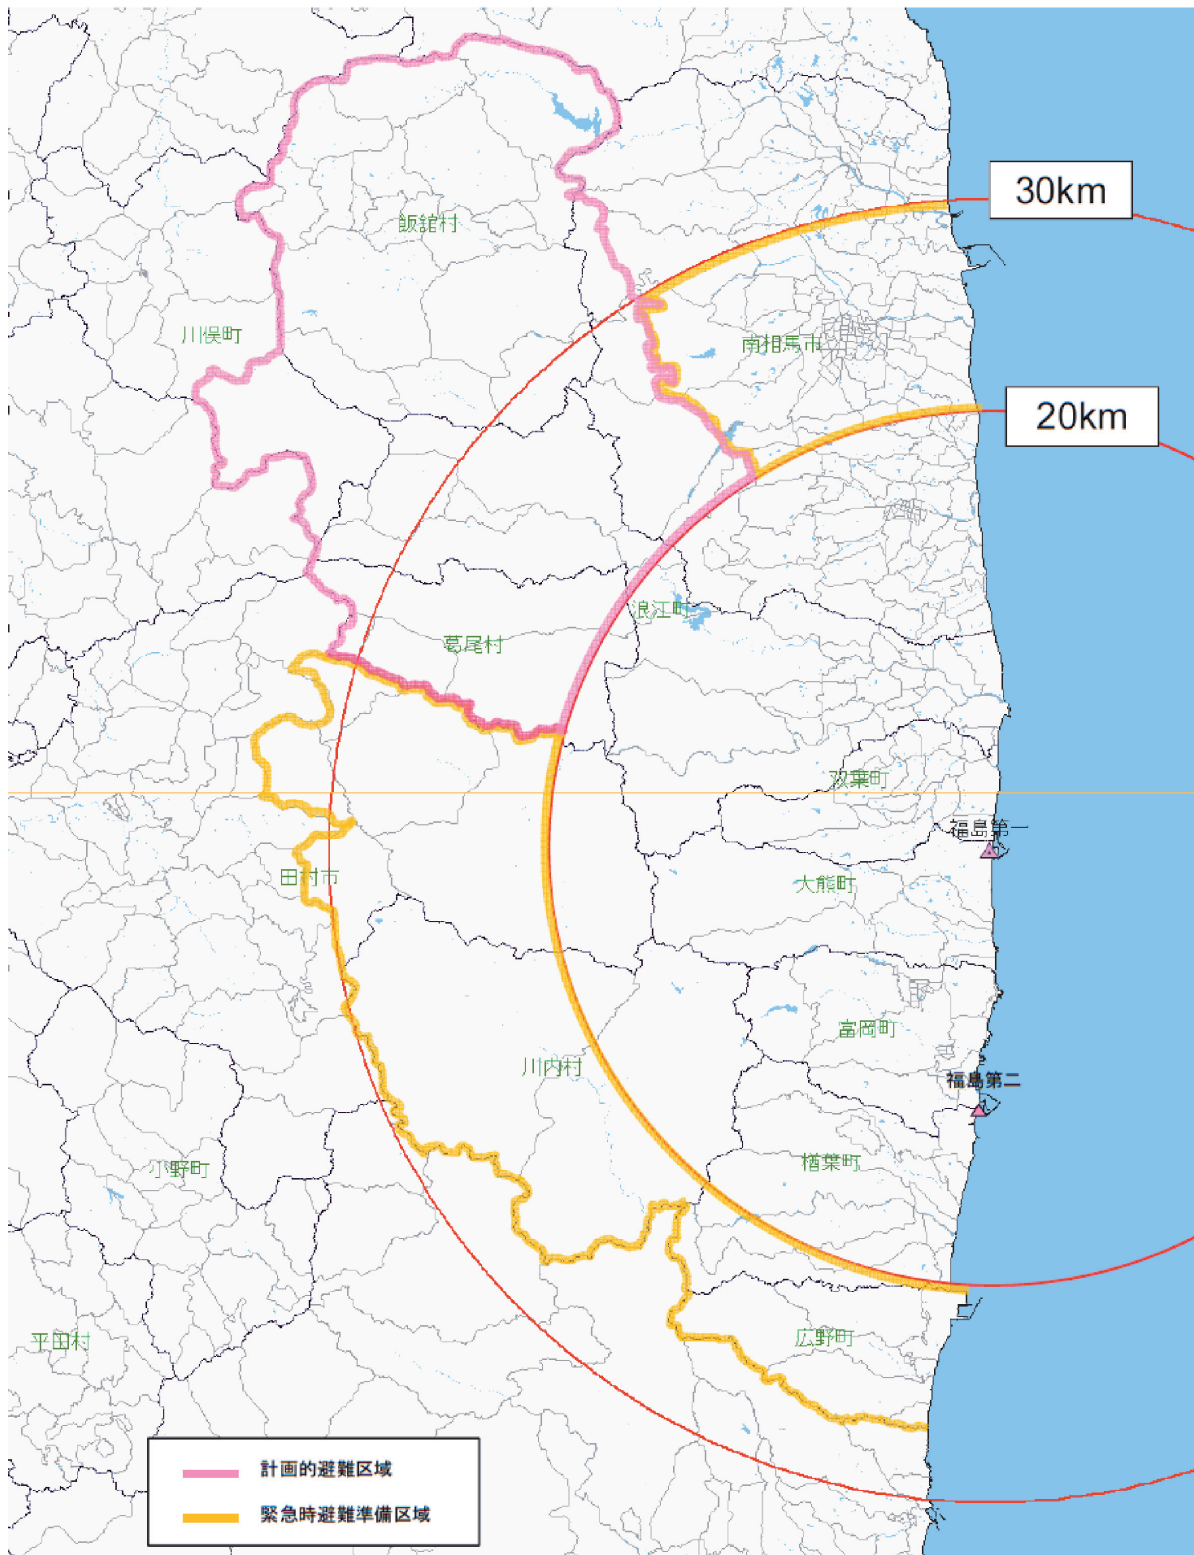 30km
飯舘村
川俣町
南相馬市
20km
浪江町
葛尾村
双葉町
福島第一
田村市
大熊町
富岡町
川内村
福島第二
楢葉町
小野町
広野町
平田村
計画的避難区域
緊急時避難準備区域